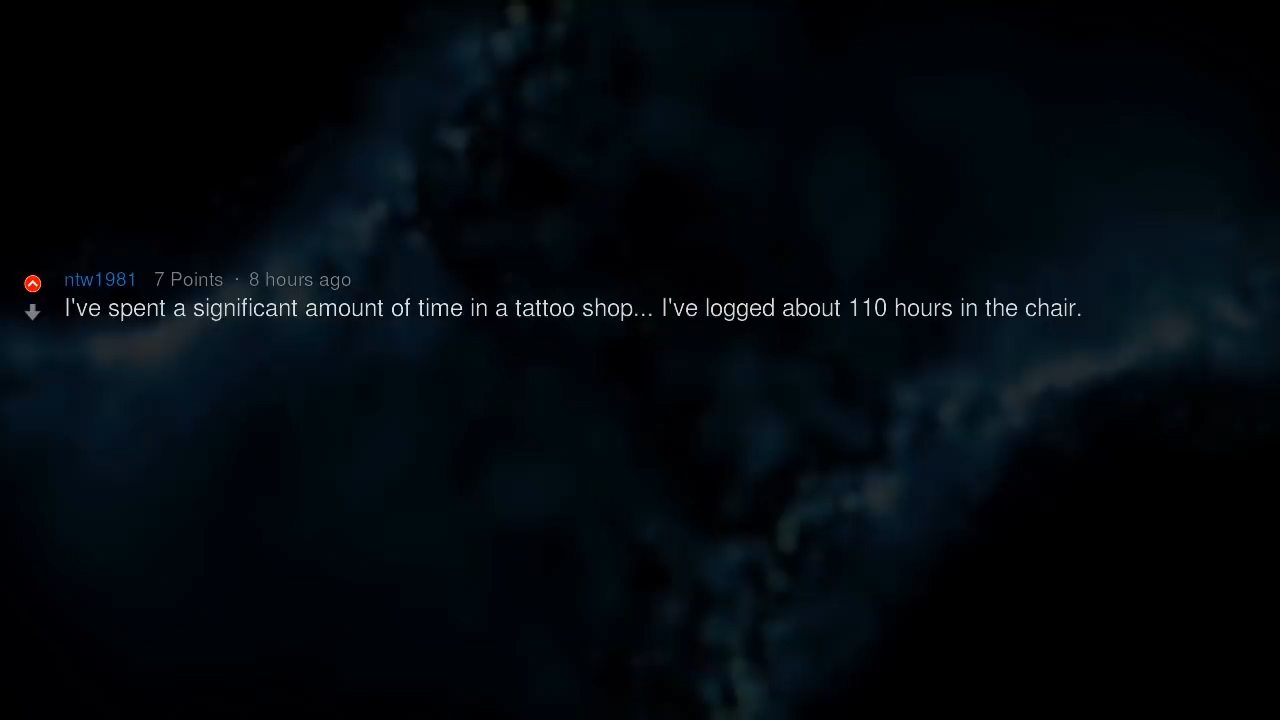 ntw1981 7 Points · 8 hours ago
I've spent a significant amount of time in a tattoo shop... I've logged about 110 hours in the chair.